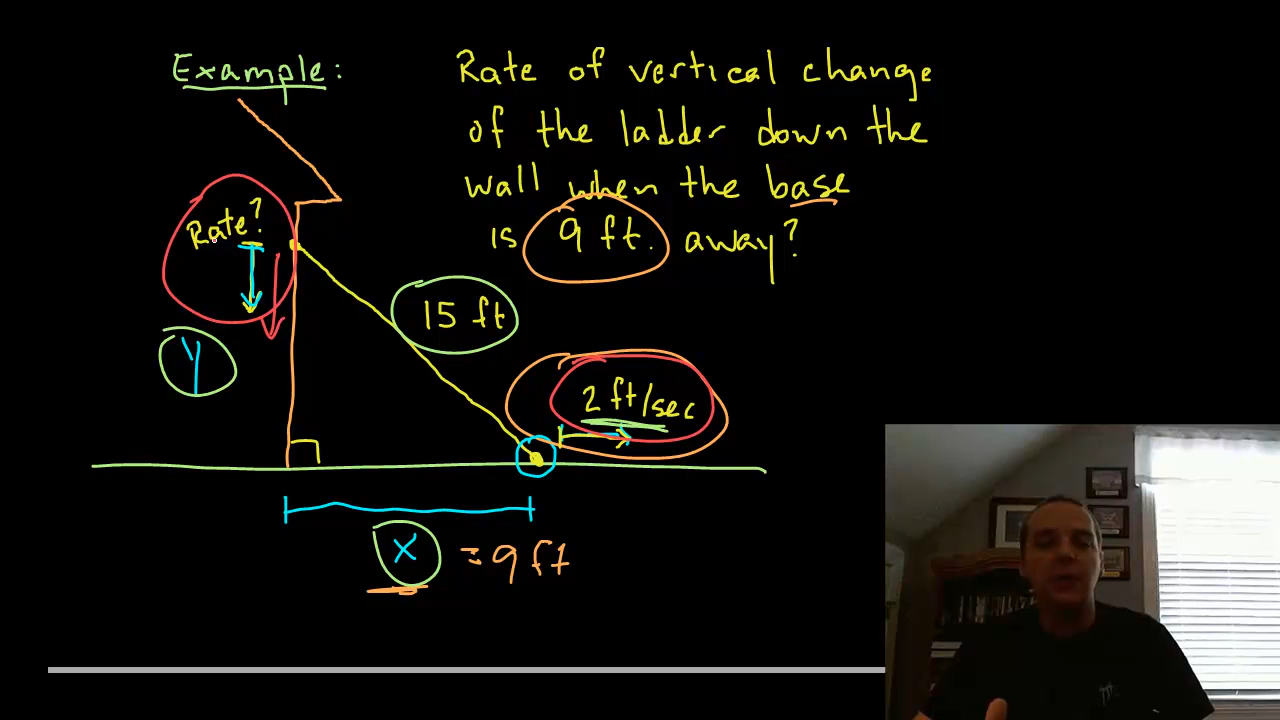 Example:
Rate of vertical change
of the ladder down the
wall when the base
is 9 ft. away?
Rate?
15 ft
Y
2 ft/sec
X = 9 ft